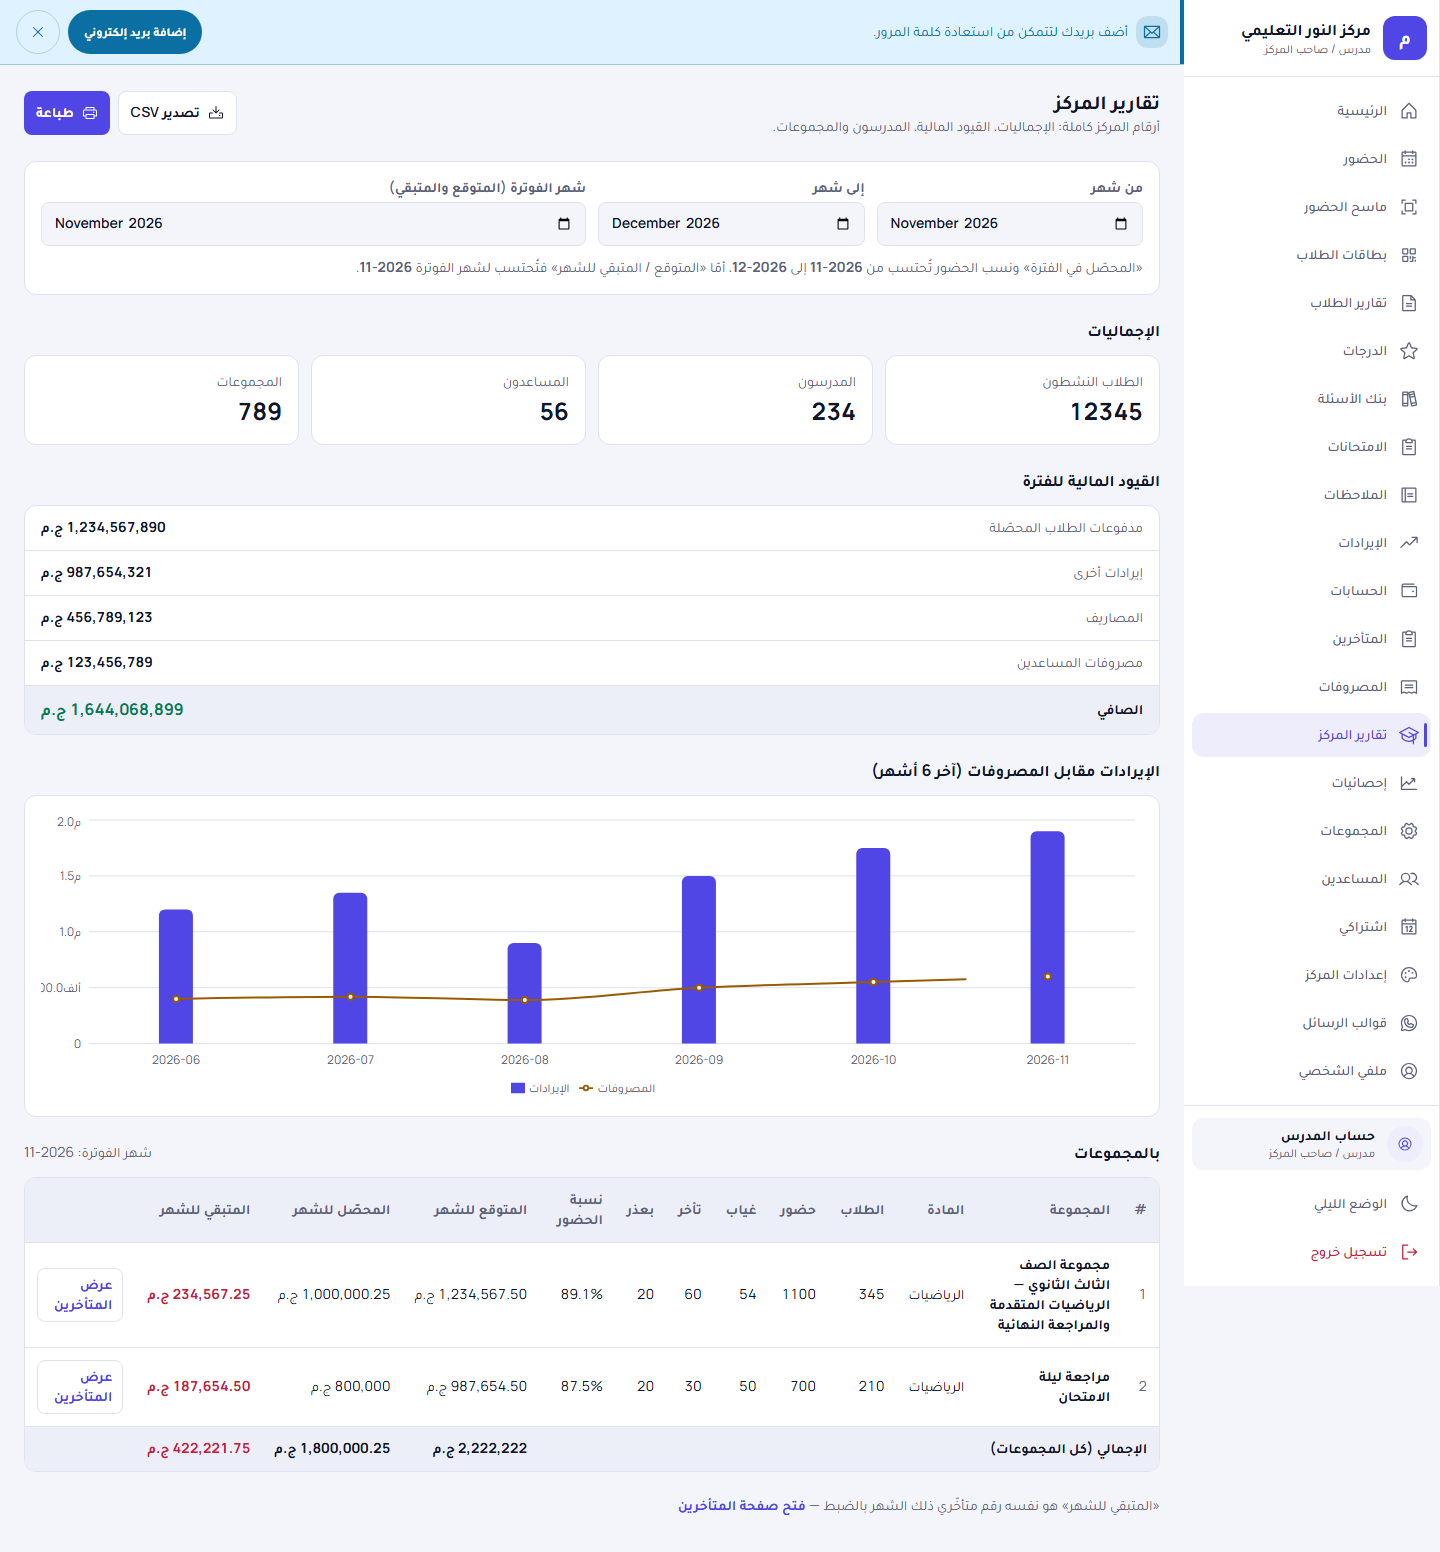 مركز النور التعليمي
مدرس / صاحب المركز
م
الرئيسية
الحضور
ماسح الحضور
بطاقات الطلاب
تقارير الطلاب
الدرجات
بنك الأسئلة
الامتحانات
الملاحظات
الإيرادات
الحسابات
المتأخرين
المصروفات
تقارير المركز
إحصائيات
المجموعات
المساعدين
اشتراكي
إعدادات المركز
قوالب الرسائل
ملفي الشخصي
حساب المدرس
مدرس / صاحب المركز
الوضع الليلي
تسجيل خروج
أضف بريدك لتتمكن من استعادة كلمة المرور.
إضافة بريد إلكتروني
تقارير المركز
أرقام المركز كاملة: الإجماليات، القيود المالية، المدرسون والمجموعات.
تصدير CSV
طباعة
من شهر
إلى شهر
شهر الفوترة (المتوقع والمتبقي)
November 2026
December 2026
November 2026
«المحصّل في الفترة» ونسب الحضور تُحتسب من 2026-11 إلى 2026-12. أمّا «المتوقع / المتبقي للشهر» فتُحتسب لشهر الفوترة 2026-11.
الإجماليات
الطلاب النشطون
12345
المدرسون
234
المساعدون
56
المجموعات
789
القيود المالية للفترة
مدفوعات الطلاب المحصّلة 1,234,567,890 ج.م
إيرادات أخرى 987,654,321 ج.م
المصاريف 456,789,123 ج.م
مصروفات المساعدين 123,456,789 ج.م
الصافي 1,644,068,899 ج.م
الإيرادات مقابل المصروفات (آخر 6 أشهر)
2.0م
1.5م
1.0م
00.0ألف
0
2026-06 2026-07 2026-08 2026-09 2026-10 2026-11
الإيرادات المصروفات
بالمجموعات
شهر الفوترة: 2026-11
# المجموعة المادة الطلاب حضور غياب تأخر بعذر نسبة الحضور المتوقع للشهر المحصّل للشهر المتبقي للشهر
1 مجموعة الصف الثالث الثانوي — الرياضيات المتقدمة والمراجعة النهائية الرياضيات 345 1100 54 60 20 89.1% 1,234,567.50 ج.م 1,000,000.25 ج.م 234,567.25 ج.م عرض المتأخرين
2 مراجعة ليلة الامتحان الرياضيات 210 700 50 30 20 87.5% 987,654.50 ج.م 800,000 ج.م 187,654.50 ج.م عرض المتأخرين
الإجمالي (كل المجموعات) 2,222,222 ج.م 1,800,000.25 ج.م 422,221.75 ج.م
«المتبقي للشهر» هو نفسه رقم متأخّري ذلك الشهر بالضبط — فتح صفحة المتأخرين